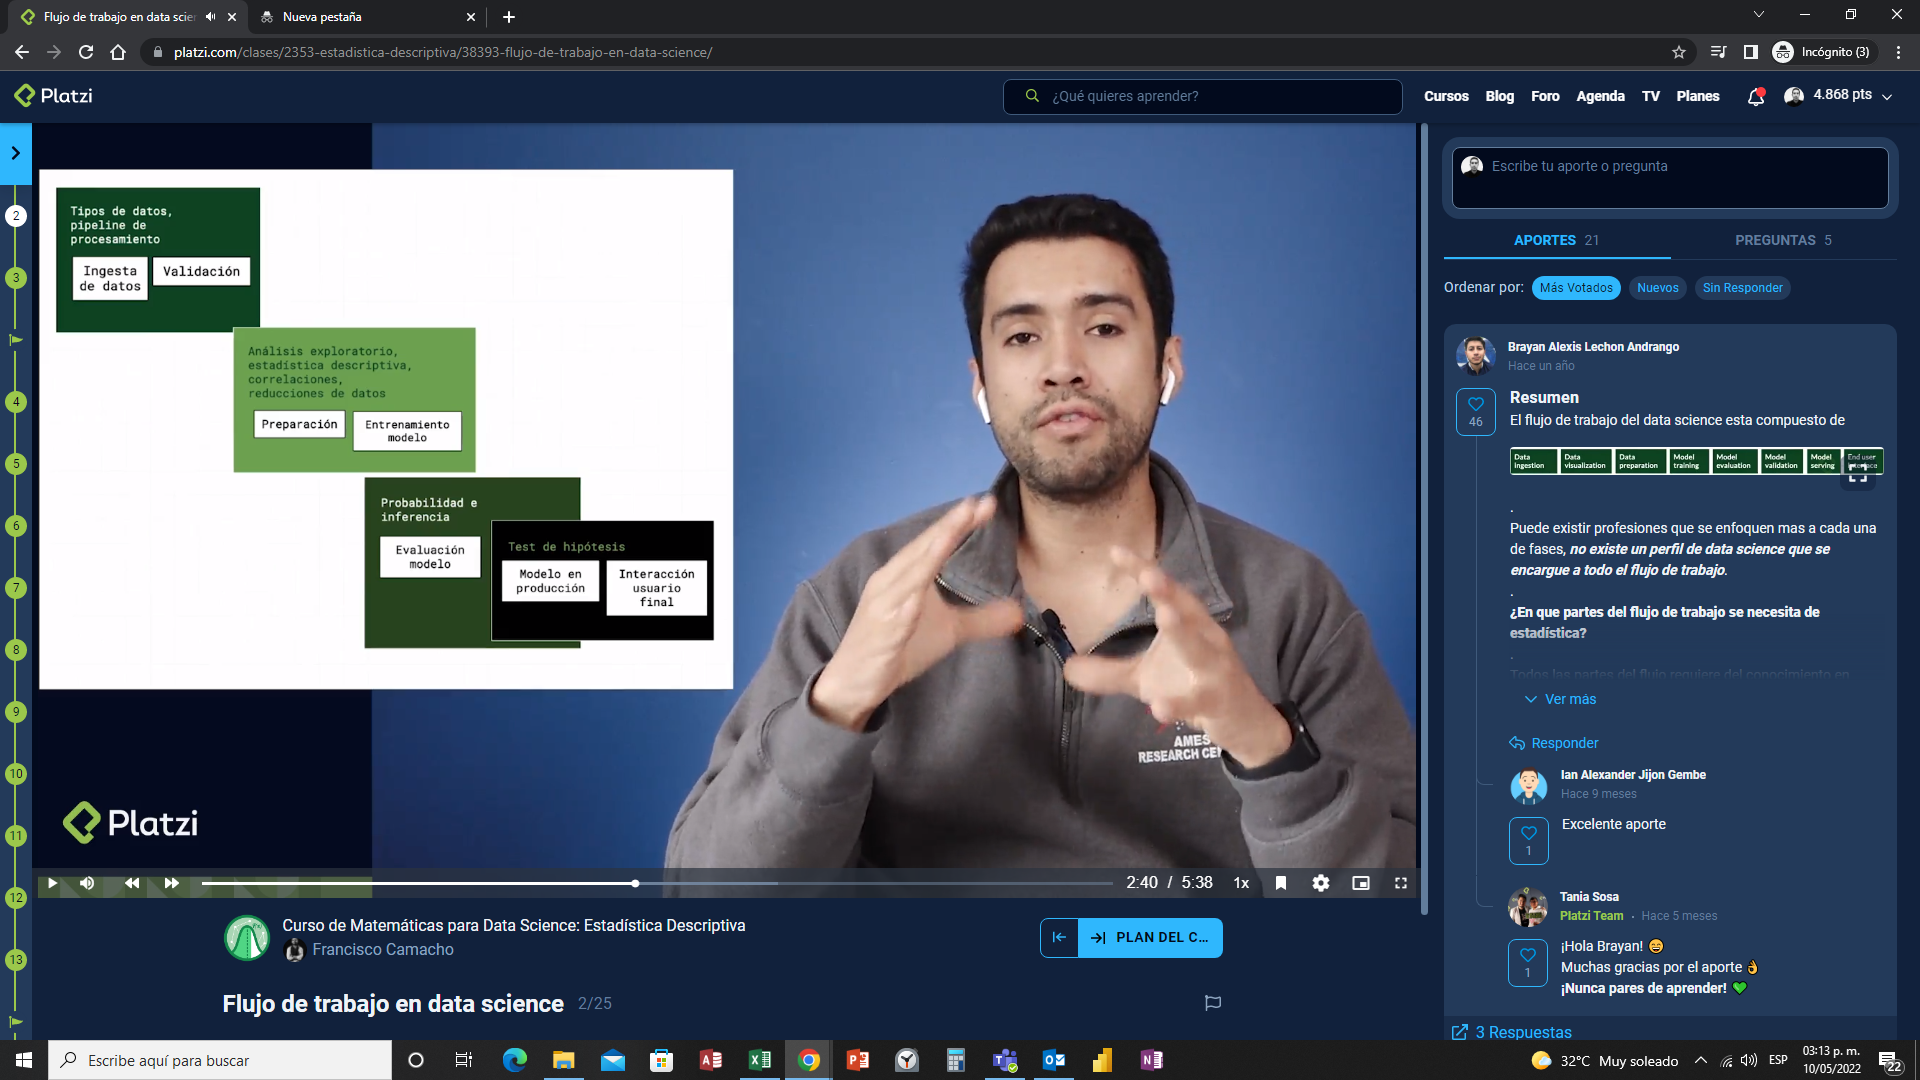 Flujo de trabajo en data scie
Nueva pestaña
platzi.com/clases/2353-estadistica-descriptiva/38393-flujo-de-trabajo-en-data-science/
Incógnito (3)
Platzi
¿Qué quieres aprender?
Cursos
Blog
Foro
Agenda
TV
Planes
4.868 pts
2
3
4
5
6
7
8
9
10
11
12
13
Tipos de datos,
pipeline de
procesamiento
Ingesta
de datos
Validación
Análisis exploratorio,
estadística descriptiva,
correlaciones,
reducciones de datos
Preparación
Entrenamiento
modelo
Probabilidad e
inferencia
Evaluación
modelo
Test de hipótesis
Modelo en
producción
Interacción
usuario
final
AMES
RESEARCH CE
Platzi
2:40 / 5:38
1x
Curso de Matemáticas para Data Science: Estadística Descriptiva
Francisco Camacho
PLAN DEL C...
Flujo de trabajo en data science 2/25
Escribe tu aporte o pregunta
APORTES 21
PREGUNTAS 5
Ordenar por:
Más Votados
Nuevos
Sin Responder
Brayan Alexis Lechon Andrango
Hace un año
46
Resumen
El flujo de trabajo del data science esta compuesto de
Data ingestion
Data visualization
Data preparation
Model training
Model evaluation
Model validation
Model serving
End user
.
Puede existir profesiones que se enfoquen mas a cada una
de fases, no existe un perfil de data science que se
encargue a todo el flujo de trabajo.
.
¿En que partes del flujo de trabajo se necesita de
estadística?
.
Todos las partes del flujo requiere del conocimiento en
Ver más
Responder
Ian Alexander Jijon Gembe
Hace 9 meses
1
Excelente aporte
Tania Sosa
Platzi Team · Hace 5 meses
1
¡Hola Brayan! 😄
Muchas gracias por el aporte 👌
¡Nunca pares de aprender! 💚
3 Respuestas
Escribe aquí para buscar
32°C Muy soleado
ESP
03:13 p. m.
10/05/2022
22